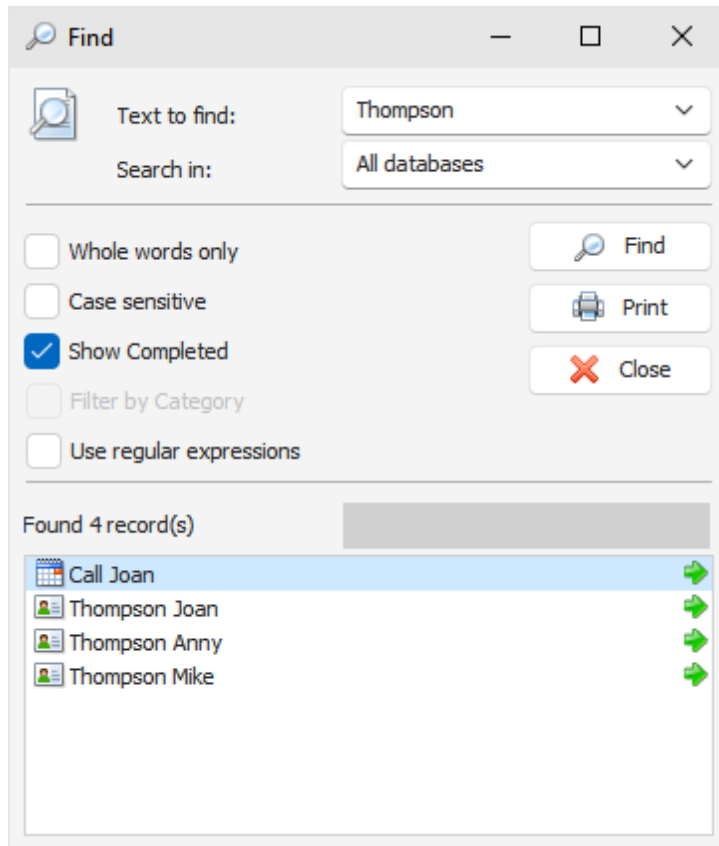 Find
Text to find: Thompson
Search in: All databases
Whole words only
Find
Case sensitive
Print
Show Completed
Close
Filter by Category
Use regular expressions
Found 4 record(s)
Call Joan
Thompson Joan
Thompson Anny
Thompson Mike